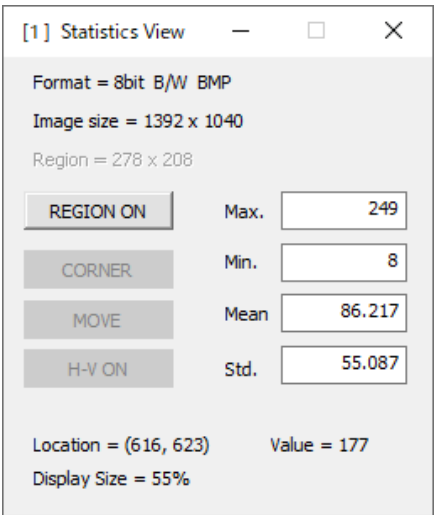 [1] Statistics View
Format = 8bit B/W BMP
Image size = 1392 x 1040
Region = 278 x 208
REGION ON Max. 249
CORNER Min. 8
MOVE Mean 86.217
H-V ON Std. 55.087
Location = (616, 623) Value = 177
Display Size = 55%